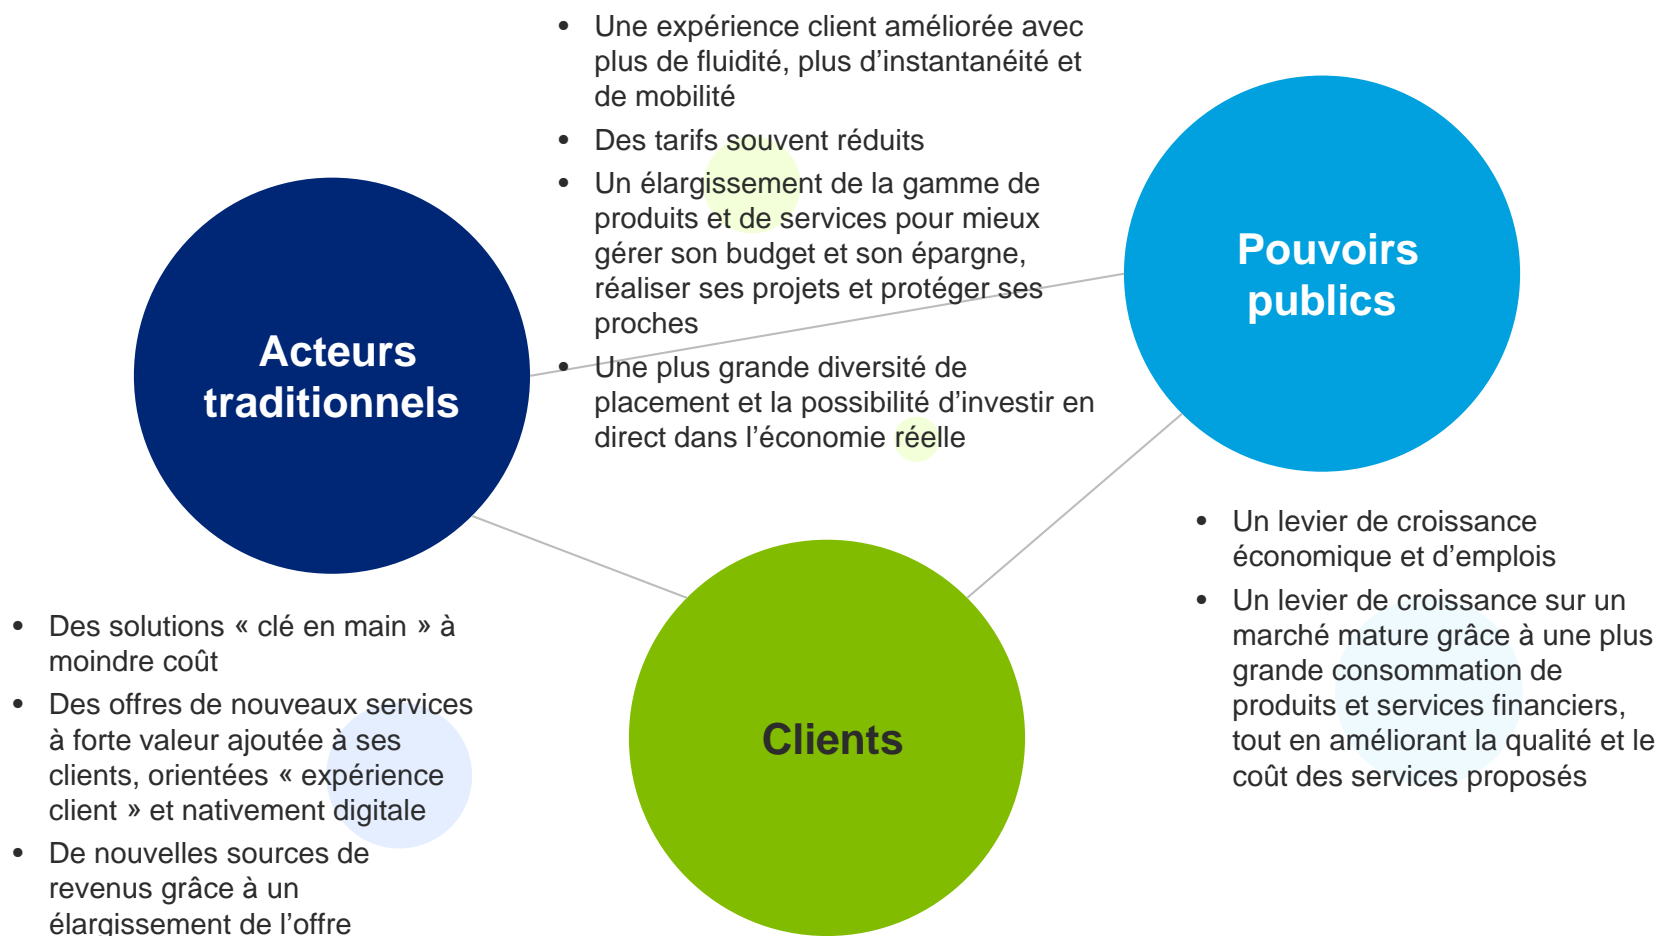 • Une expérience client améliorée avec
plus de fluidité, plus d’instantanéité et
de mobilité
• Des tarifs souvent réduits
• Un élargissement de la gamme de
produits et de services pour mieux
gérer son budget et son épargne,
réaliser ses projets et protéger ses
proches
• Une plus grande diversité de
placement et la possibilité d’investir en
direct dans l’économie réelle
Acteurs
traditionnels
• Des solutions « clé en main » à
moindre coût
• Des offres de nouveaux services
à forte valeur ajoutée à ses
clients, orientées « expérience
client » et nativement digitale
• De nouvelles sources de
revenus grâce à un
élargissement de l’offre
Clients
Pouvoirs
publics
• Un levier de croissance
économique et d’emplois
• Un levier de croissance sur un
marché mature grâce à une plus
grande consommation de
produits et services financiers,
tout en améliorant la qualité et le
coût des services proposés